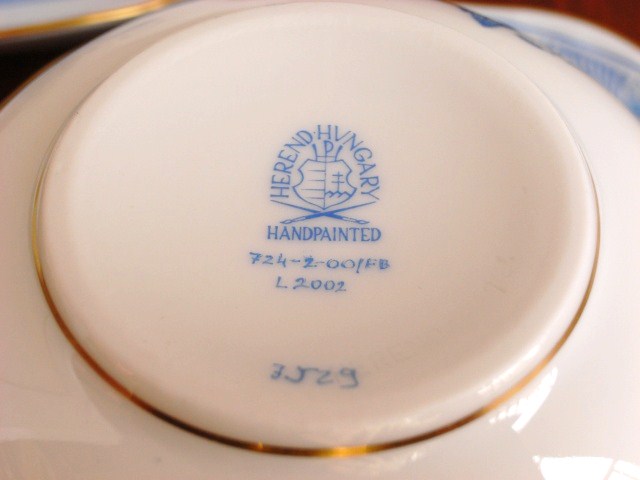 HEREND HVNGARY
P
HANDPAINTED
724-2-00/FB
L 2002